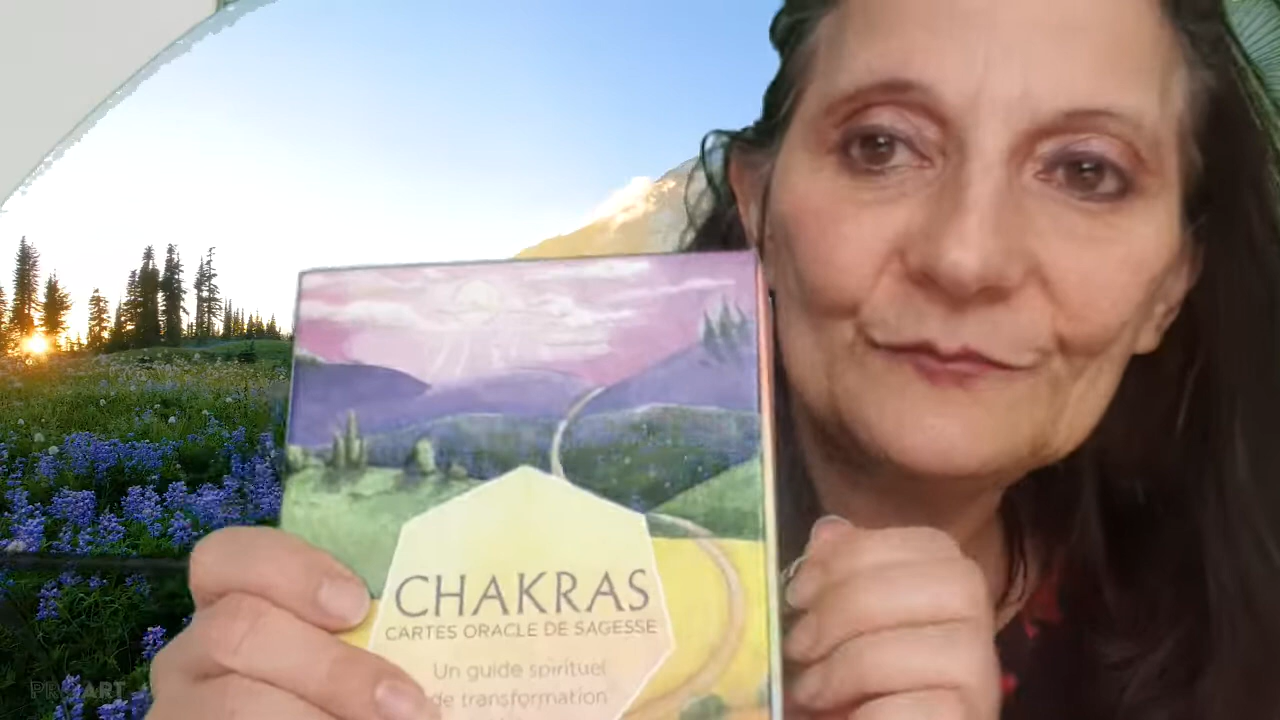 CHAKRAS
CARTES ORACLE DE SAGESSE
Un guide spirituel
de transformation